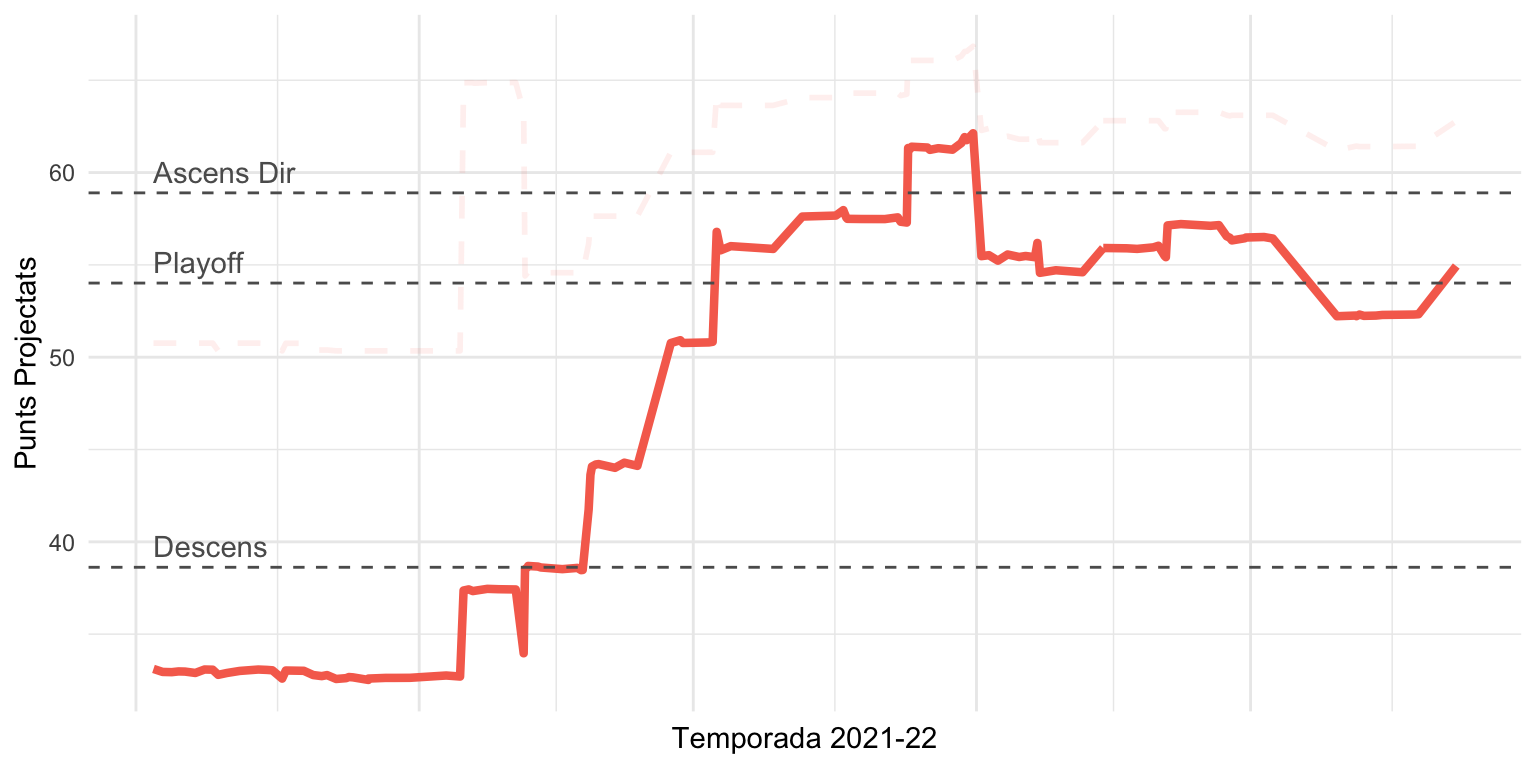 Punts Projectats
60
50
40
Ascens Dir
Playoff
Descens
Temporada 2021-22